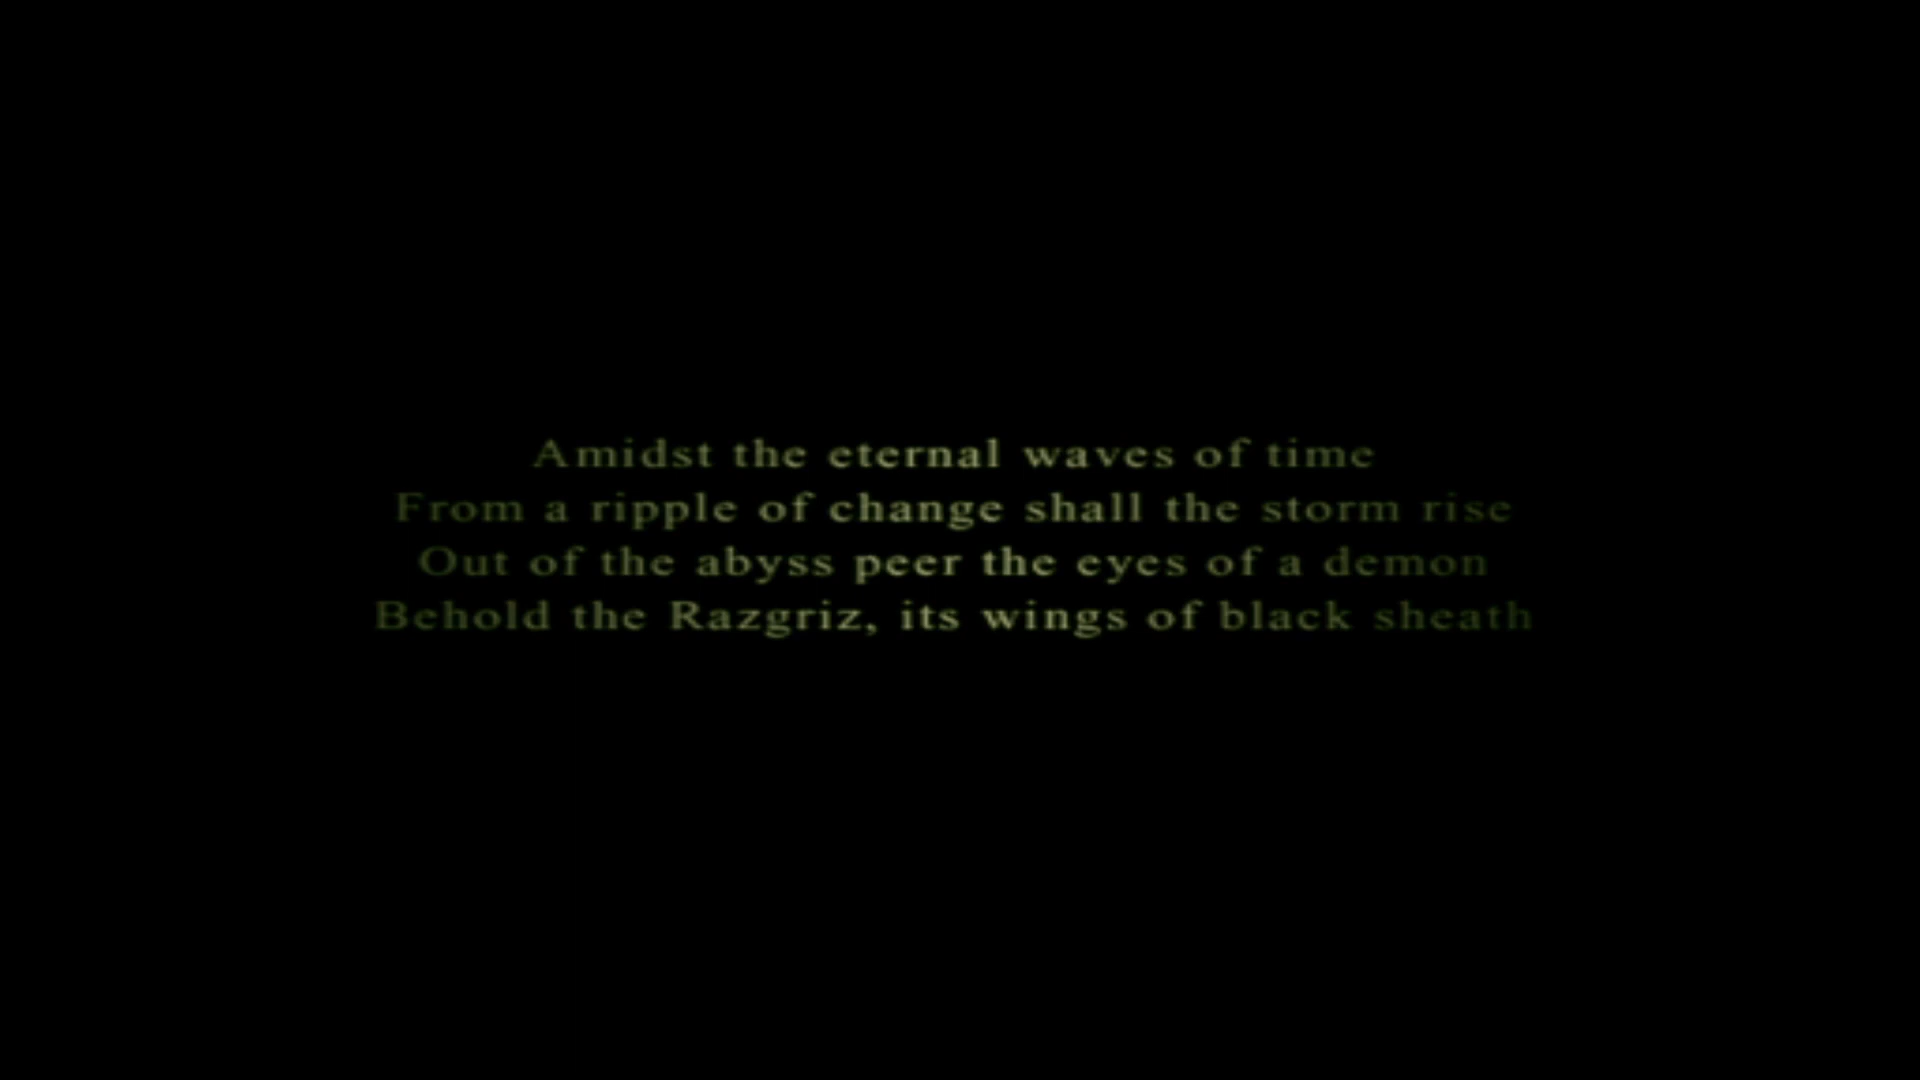 Amidst the eternal waves of time
From a ripple of change shall the storm rise
Out of the abyss peer the eyes of a demon
Behold the Razgriz, its wings of black sheath